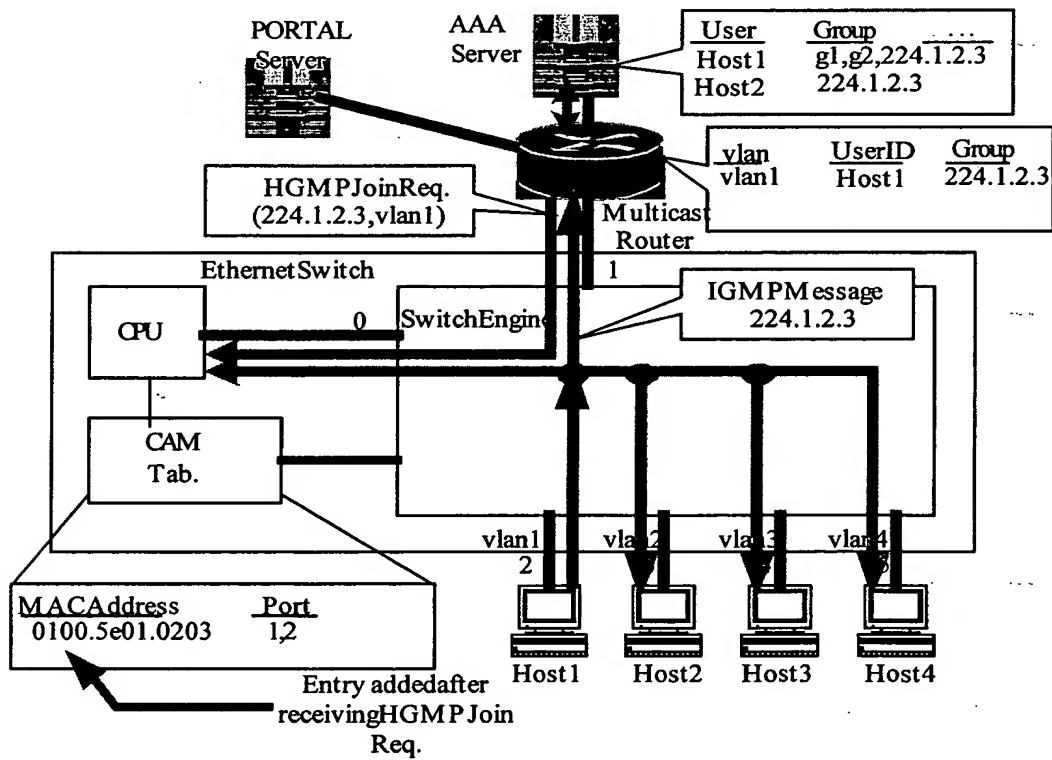 PORTAL
Server
AAA
Server
User Group ...
Host1 g1,g2,224.1.2.3
Host2 224.1.2.3
vlan UserID Group
vlan1 Host1 224.1.2.3
HGMPJoinReq.
(224.1.2.3,vlan1)
Multicast
Router
EthernetSwitch
1
IGMPMessage
224.1.2.3
CPU
0
SwitchEngine
CAM
Tab.
vlan1
2
vlan2
vlan3
vlan4
MACAddress Port
0100.5e01.0203 1,2
Host1
Host2
Host3
Host4
Entry addedafter
receivingHGMPJoin
Req.